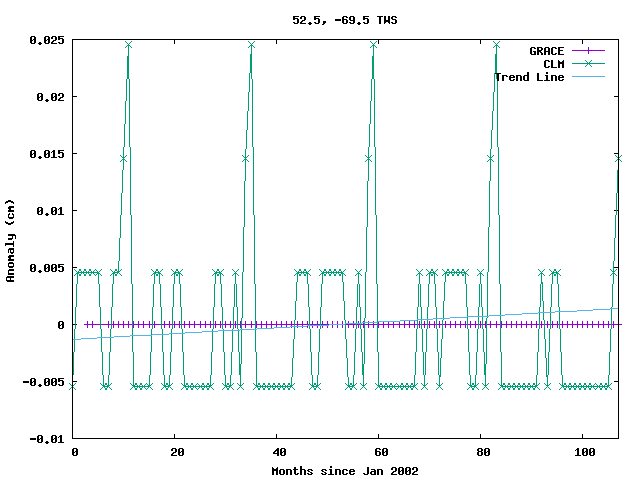 52.5, -69.5 TWS
GRACE
CLM
Trend Line
0.025
0.02
0.015
0.01
0.005
0
-0.005
-0.01
Anomaly (cm)
0 20 40 60 80 100
Months since Jan 2002